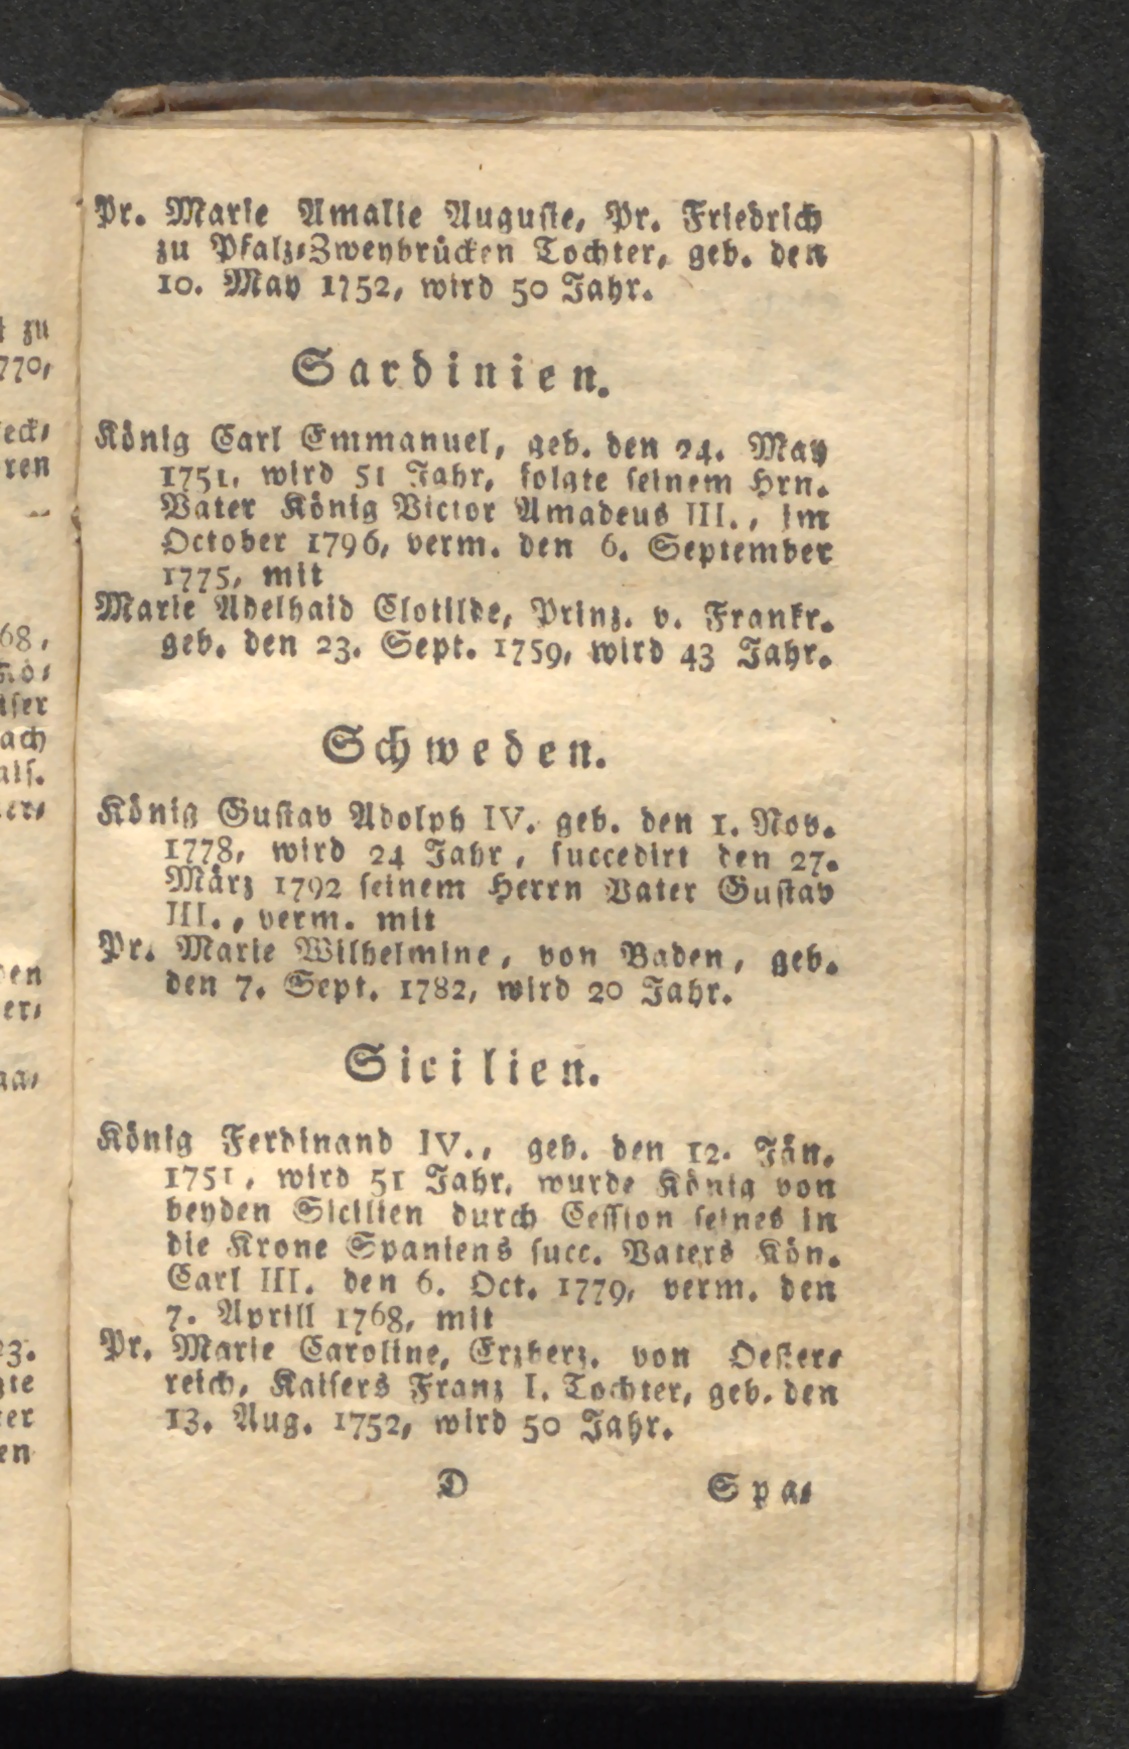 Pr. Marie Amalie Auguſte, Pr. Friedrich
zu Pfalz-Zweybrücken Tochter, geb. den
10. May 1752, wird 50 Jahr.
Sardinien.
König Carl Emmanuel, geb. den 24. May
1751, wird 51 Jahr, folgte ſeinem Hrn.
Vater König Victor Amadeus III., im
October 1796, verm. den 6. September
1775, mit
Marie Adelhaid Clotilde, Prinz. v. Frankr.
geb. den 23. Sept. 1759, wird 43 Jahr.
Schweden.
König Guſtav Adolph IV. geb. den 1. Nov.
1778, wird 24 Jahr, ſuccedirt den 27.
März 1792 ſeinem Herrn Vater Guſtav
III., verm. mit
Pr. Marie Wilhelmine, von Baden, geb.
den 7. Sept. 1782, wird 20 Jahr.
Sicilien.
König Ferdinand IV., geb. den 12. Jän.
1751, wird 51 Jahr, wurde König von
beyden Sicilien durch Ceſſion ſeines in
die Krone Spaniens ſucc. Vaters Kön.
Carl III. den 6. Oct. 1779, verm. den
7. Aprill 1768, mit
Pr. Marie Caroline, Erzherz. von Oeſter-
reich, Kaiſers Franz I. Tochter, geb. den
13. Aug. 1752, wird 50 Jahr.
D Spa-